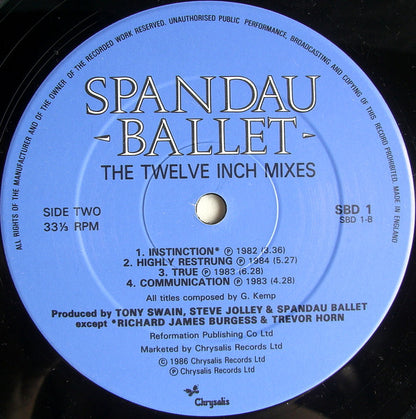 ALL RIGHTS OF THE MANUFACTURER AND OF THE OWNER OF THE RECORDED WORK RESERVED. UNAUTHORISED PUBLIC PERFORMANCE, BROADCASTING AND COPYING OF THIS RECORD PROHIBITED. MADE IN ENGLAND
SPANDAU
-BALLET-
THE TWELVE INCH MIXES
SIDE TWO
33⅓ RPM
SBD 1
SBD 1-B
1. INSTINCTION* ℗ 1982 (3.36)
2. HIGHLY RESTRUNG ℗ 1984 (5.27)
3. TRUE ℗ 1983 (6.28)
4. COMMUNICATION ℗ 1983 (4.28)
All titles composed by G. Kemp
Produced by TONY SWAIN, STEVE JOLLEY & SPANDAU BALLET
except *RICHARD JAMES BURGESS & TREVOR HORN
Reformation Publishing Co Ltd
Marketed by Chrysalis Records Ltd
© 1986 Chrysalis Records Ltd
℗ Chrysalis Records Ltd
Chrysalis